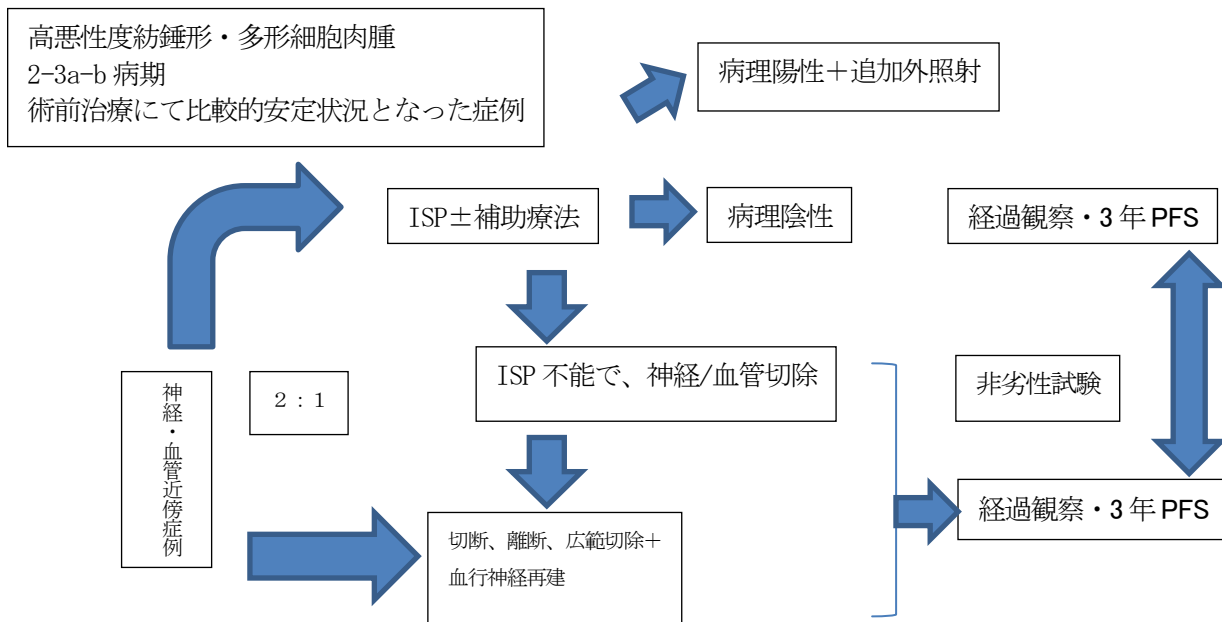 高悪性度紡錘形・多形細胞肉腫
2-3a-b 病期
術前治療にて比較的安定状況となった症例
病理陽性＋追加外照射
ISP±補助療法
病理陰性
経過観察・3 年 PFS
ISP 不能で、神経/血管切除
非劣性試験
神経・血管近傍症例
２：１
経過観察・3 年 PFS
切断、離断、広範切除＋
血行神経再建